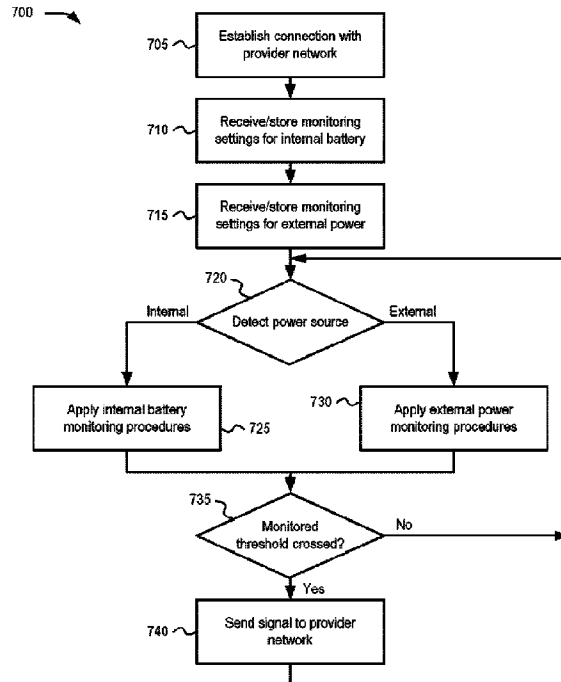 700
705
Establish connection with
provider network
710
Receive/store monitoring
settings for internal battery
715
Receive/store monitoring
settings for external power
720
Internal
Detect power source
External
Apply internal battery
monitoring procedures
725
730
Apply external power
monitoring procedures
735
Monitored
threshold crossed?
No
Yes
740
Send signal to provider
network